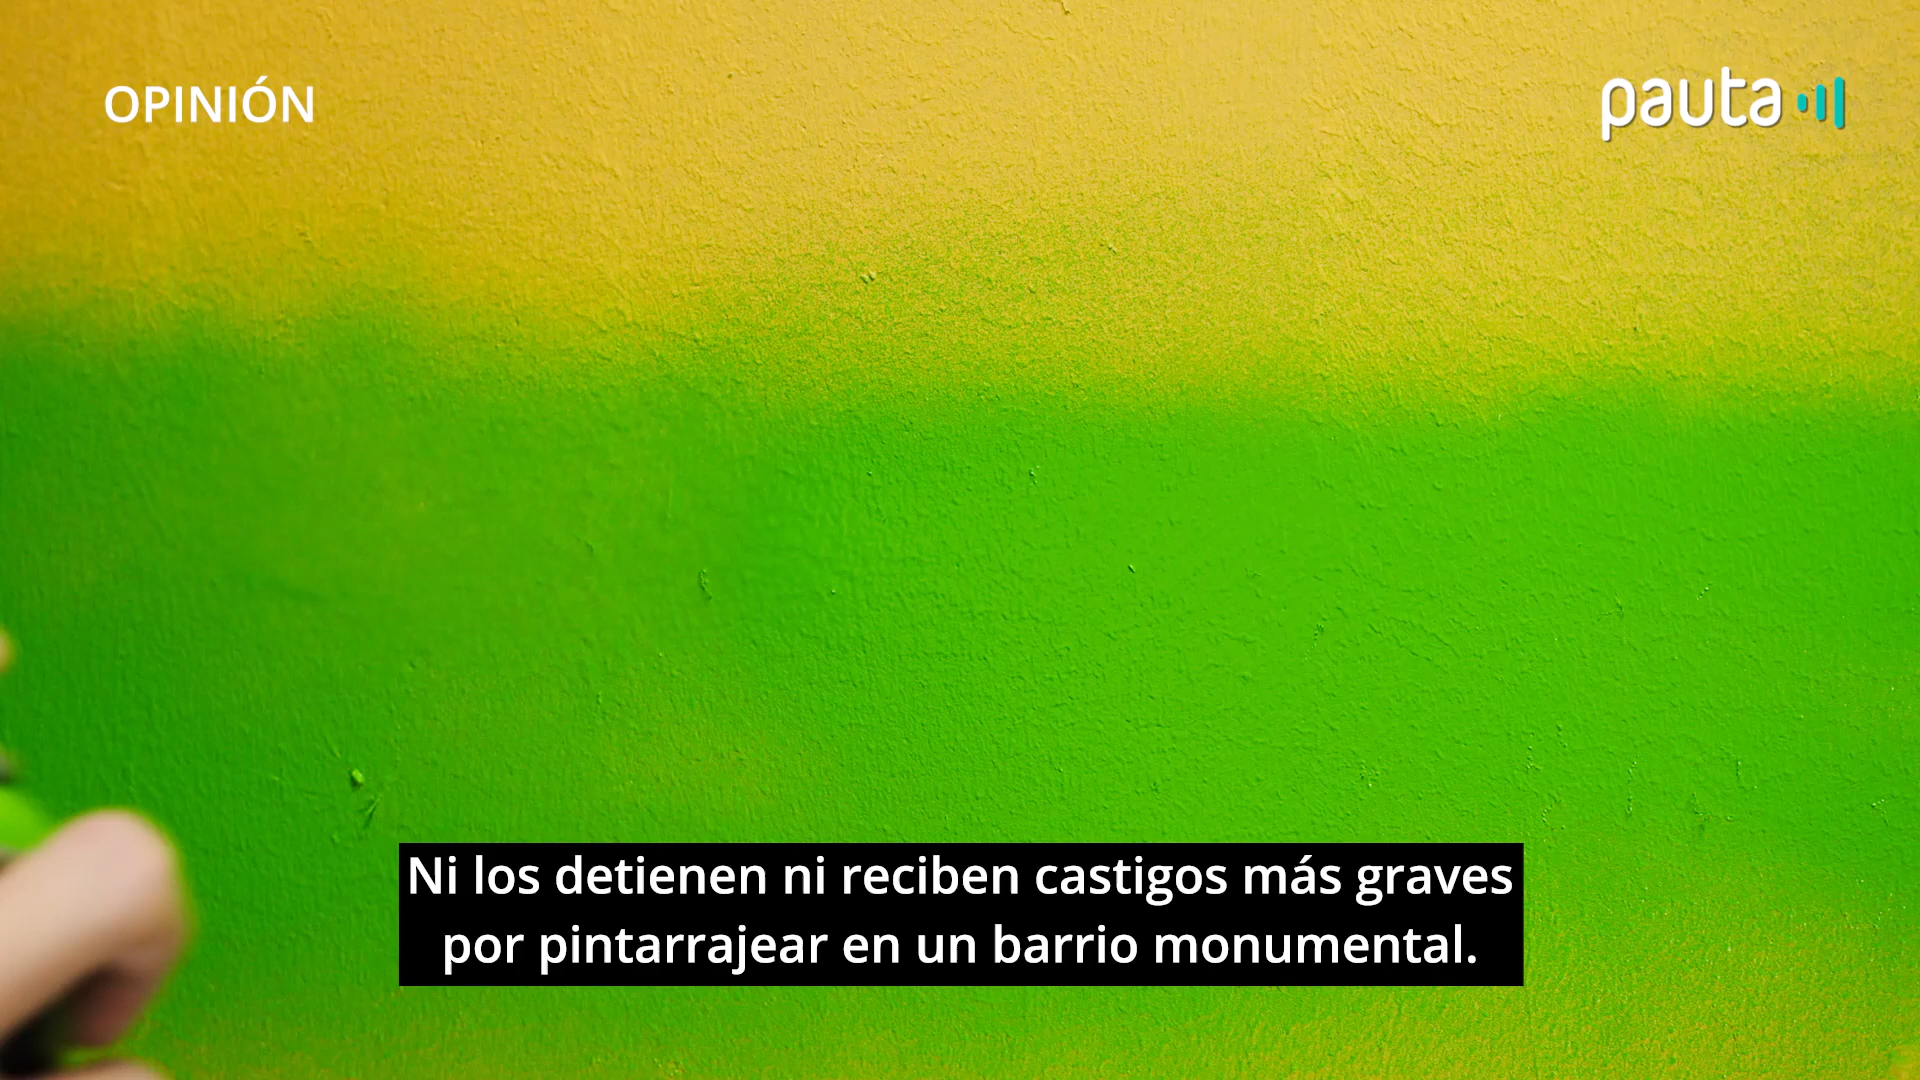 OPINIÓN
pauta
Ni los detienen ni reciben castigos más graves
por pintarrajear en un barrio monumental.